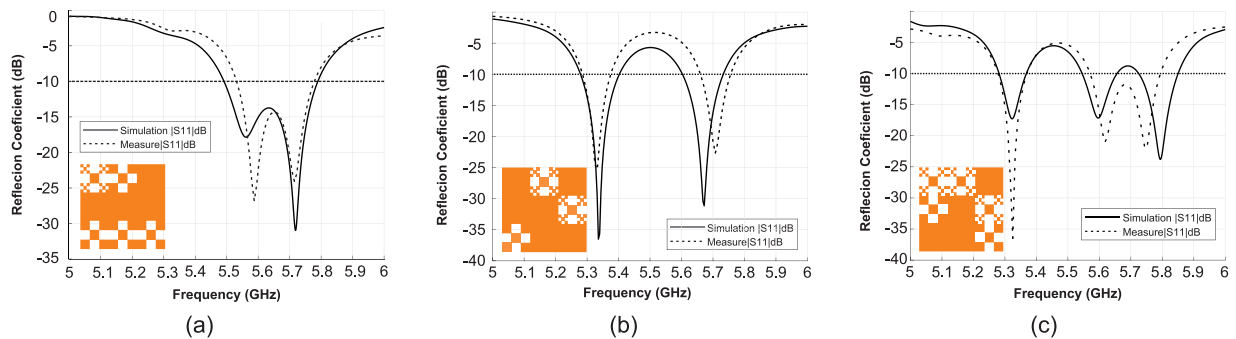 0
−5
−10
−15
−20
−25
−30
−35
Reflecion Coeficient (dB)
Simulation |S11|dB
Measure|S11|dB
5 5.1 5.2 5.3 5.4 5.5 5.6 5.7 5.8 5.9 6
Frequency (GHz)
(a)
−5
−10
−15
−20
−25
−30
−35
−40
Reflecion Coeficient (dB)
Simulation |S11|dB
Measure|S11|dB
5 5.1 5.2 5.3 5.4 5.5 5.6 5.7 5.8 5.9 6
Frequency (GHz)
(b)
−5
−10
−15
−20
−25
−30
−35
−40
Reflecion Coeficient (dB)
Simulation |S11|dB
Measure|S11|dB
5 5.1 5.2 5.3 5.4 5.5 5.6 5.7 5.8 5.9 6
Frequency (GHz)
(c)